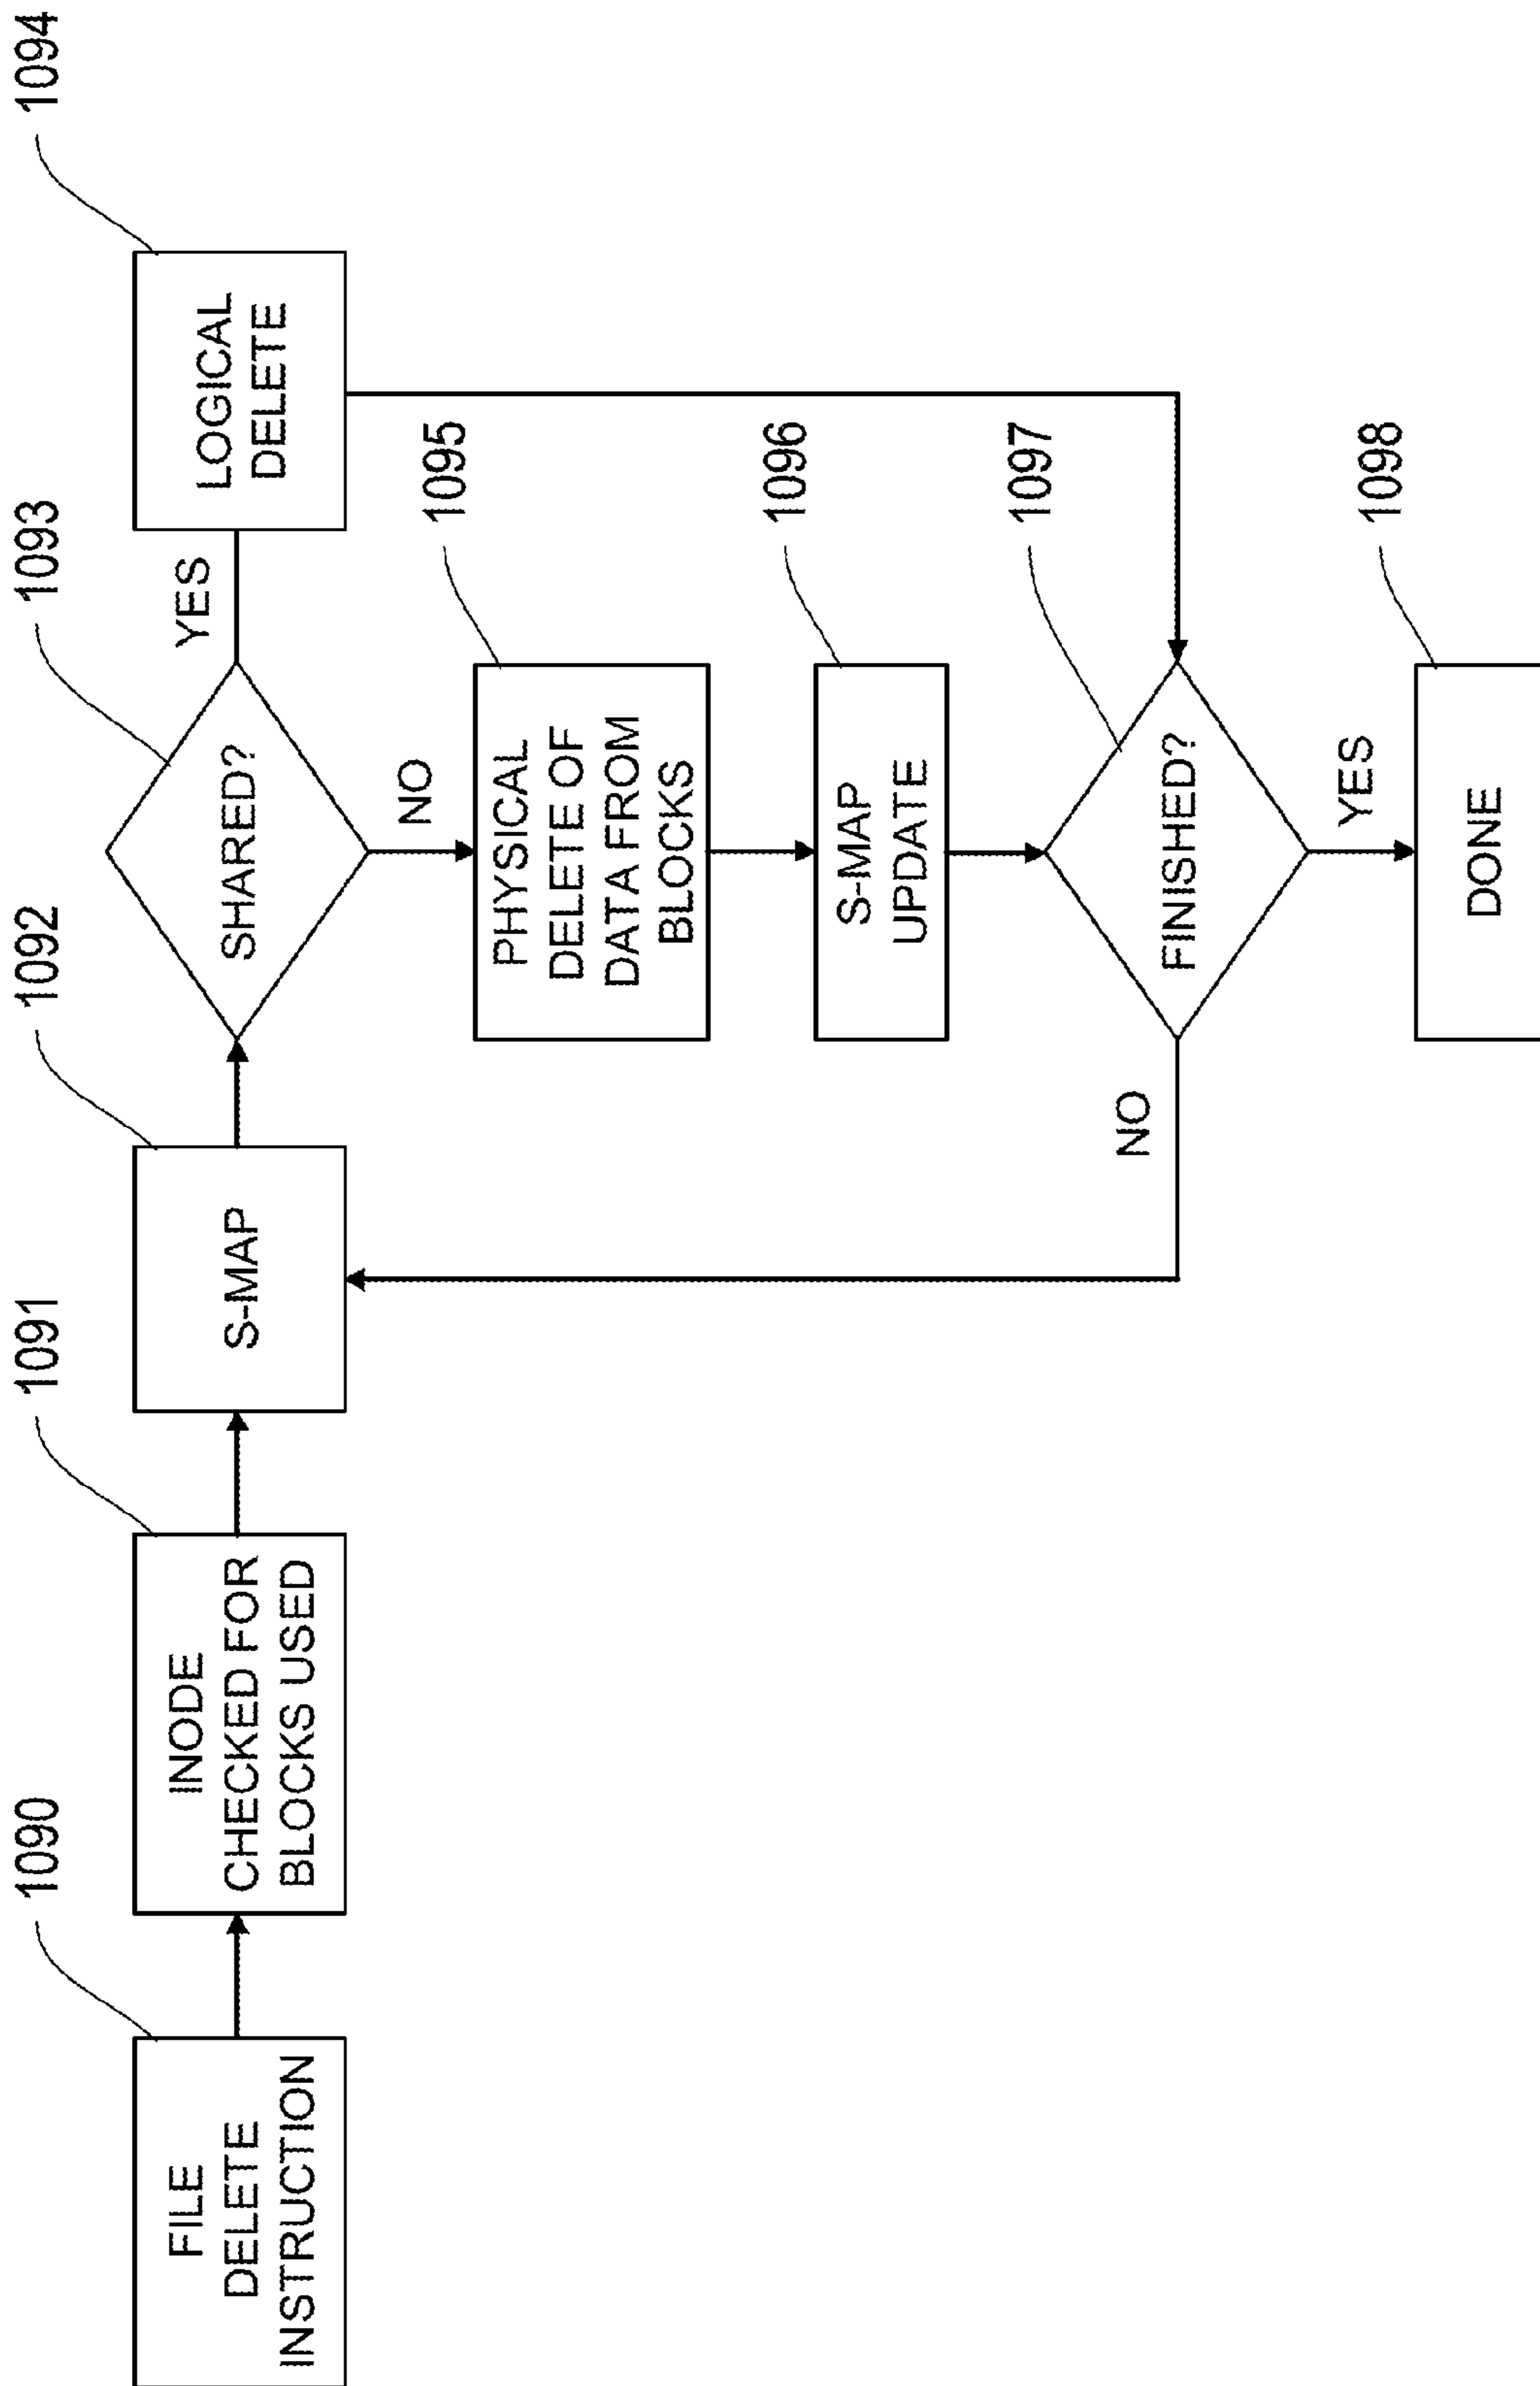 1090
FILE
DELETE
INSTRUCTION
1091
INODE
CHECKED FOR
BLOCKS USED
1092
S-MAP
1093
SHARED?
YES
1094
LOGICAL
DELETE
NO
1095
PHYSICAL
DELETE OF
DATA FROM
BLOCKS
1096
S-MAP
UPDATE
1097
FINISHED?
NO
YES
1098
DONE